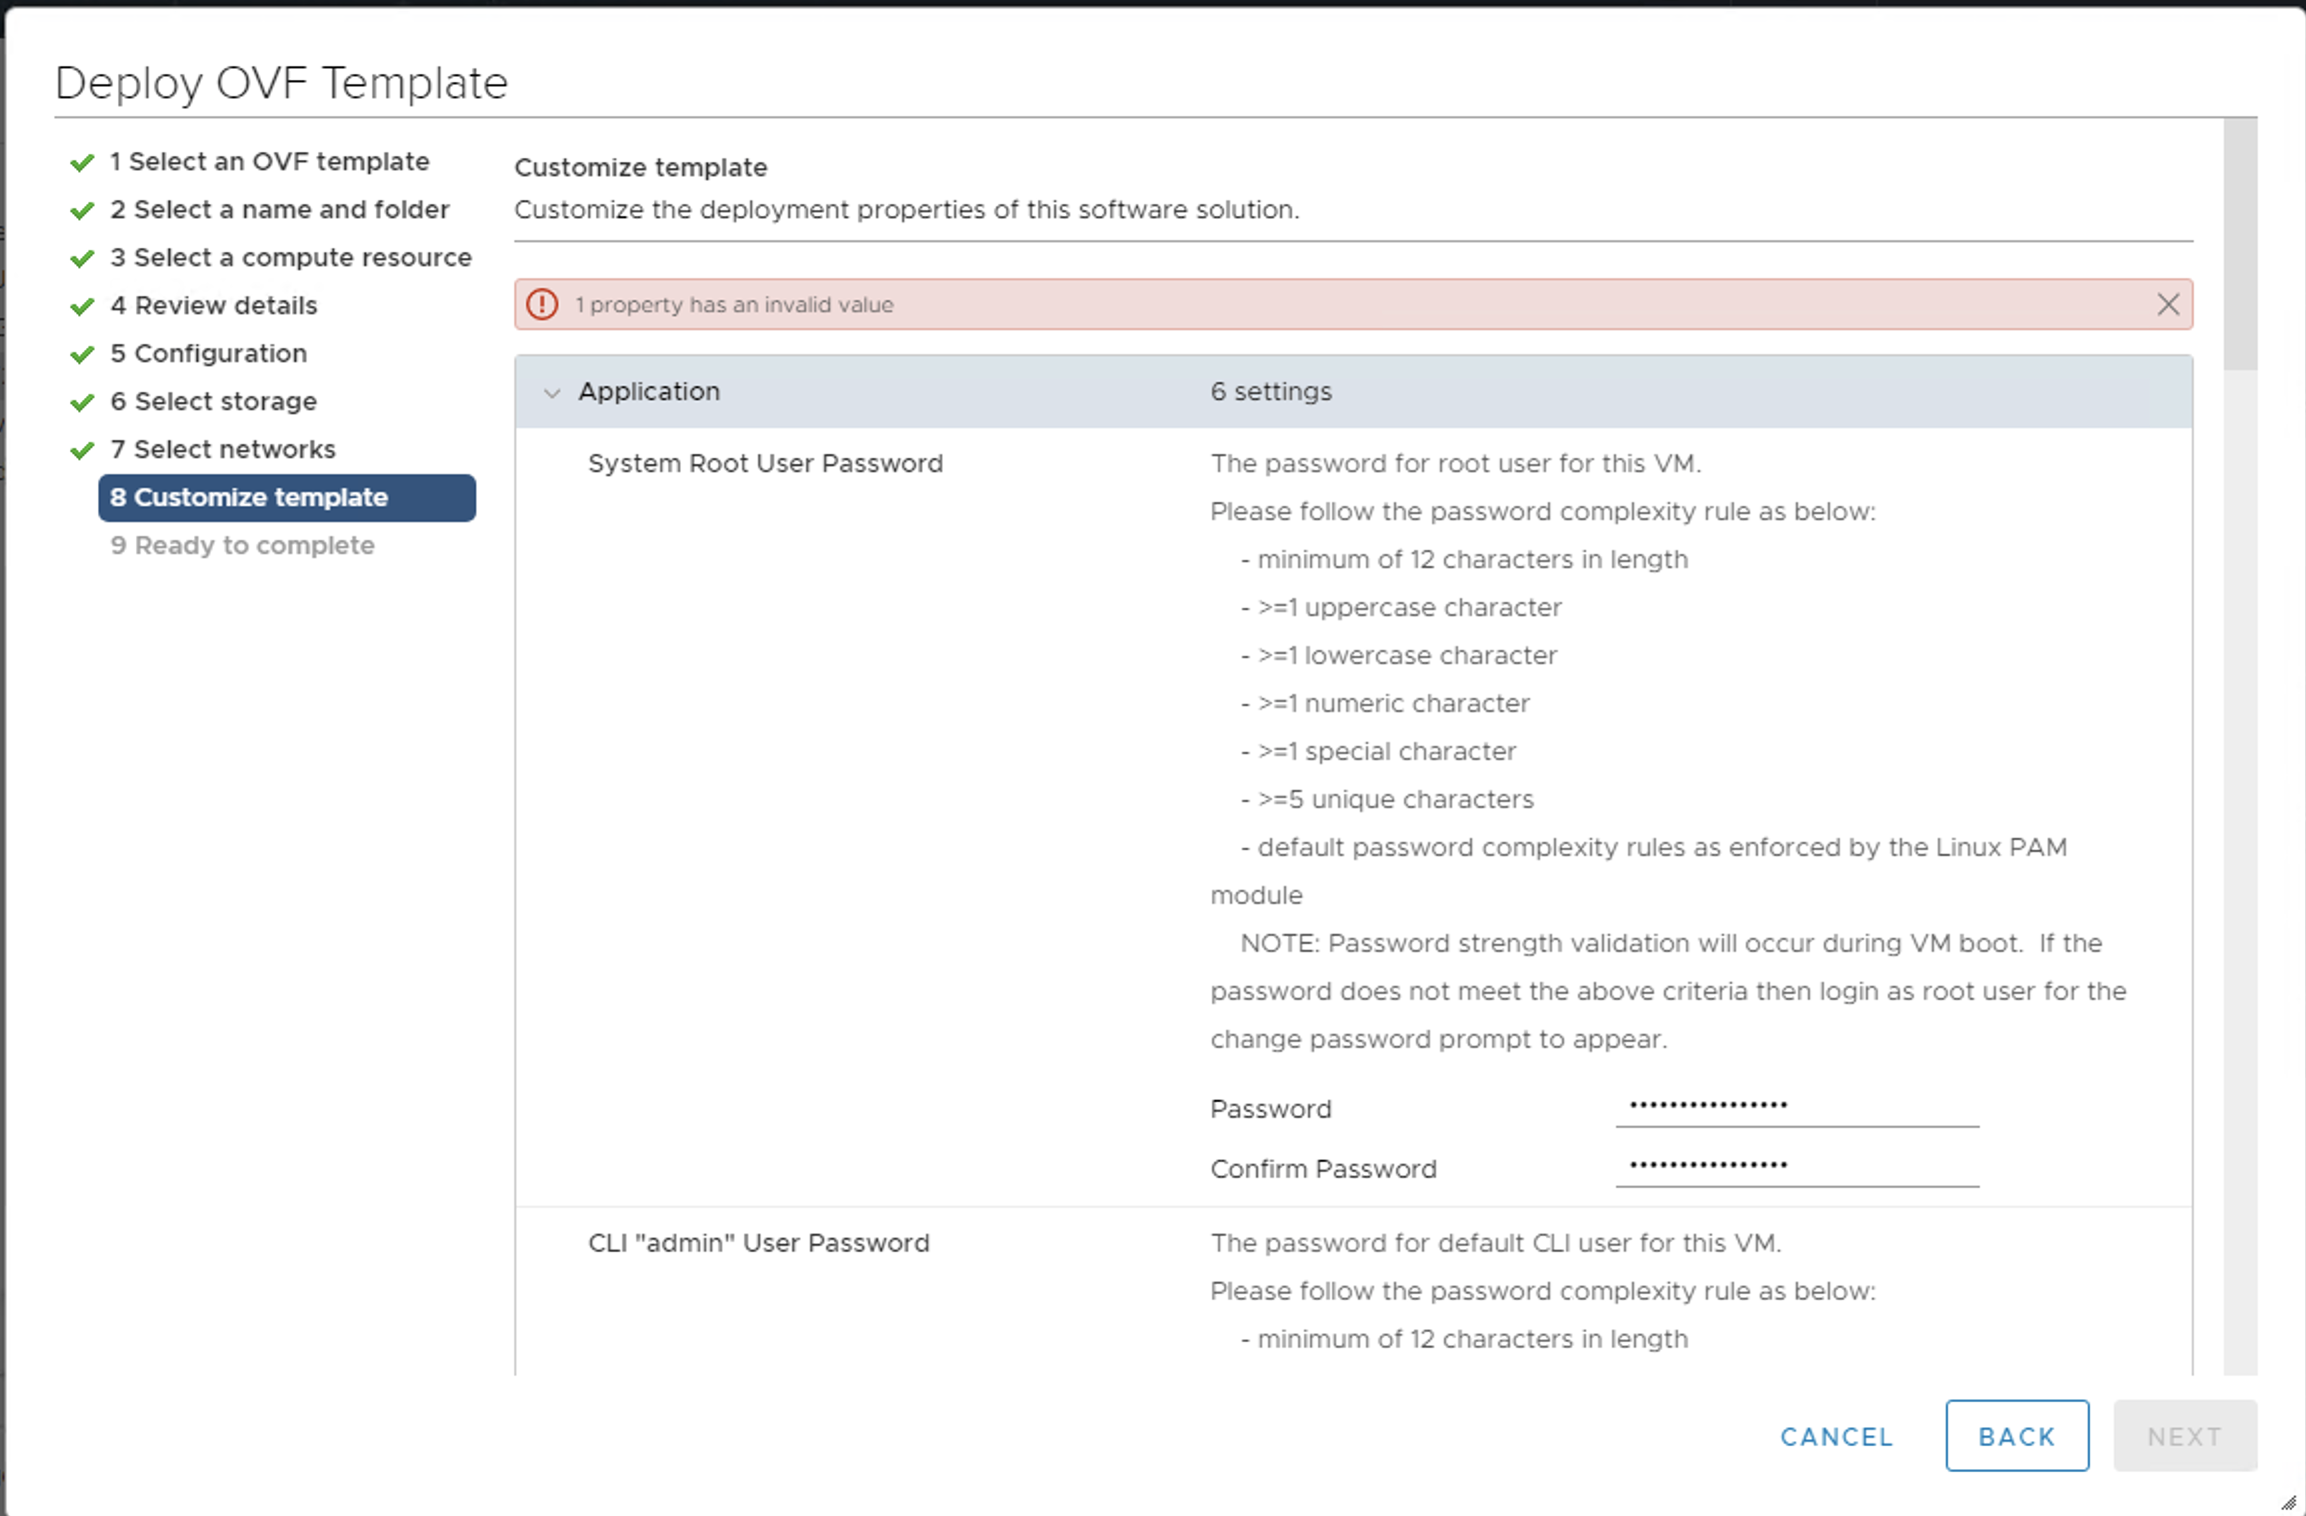 Deploy OVF Template
1 Select an OVF template
2 Select a name and folder
3 Select a compute resource
4 Review details
5 Configuration
6 Select storage
7 Select networks
8 Customize template
9 Ready to complete
Customize template
Customize the deployment properties of this software solution.
1 property has an invalid value
Application 6 settings
System Root User Password
The password for root user for this VM.
Please follow the password complexity rule as below:
- minimum of 12 characters in length
- >=1 uppercase character
- >=1 lowercase character
- >=1 numeric character
- >=1 special character
- >=5 unique characters
- default password complexity rules as enforced by the Linux PAM
module
NOTE: Password strength validation will occur during VM boot.  If the
password does not meet the above criteria then login as root user for the
change password prompt to appear.
Password ••••••••••••••••
Confirm Password ••••••••••••••••
CLI "admin" User Password
The password for default CLI user for this VM.
Please follow the password complexity rule as below:
- minimum of 12 characters in length
CANCEL
BACK
NEXT